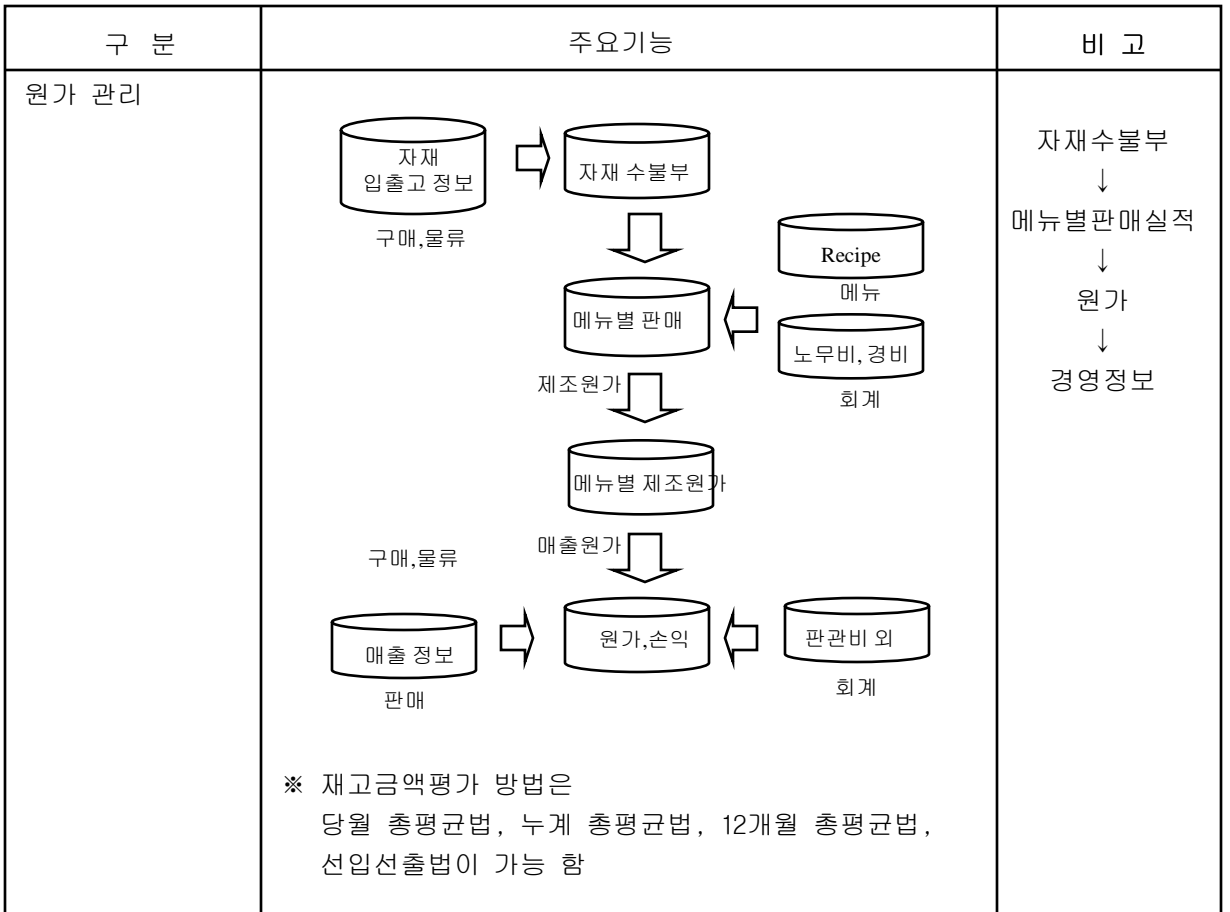 구 분
주요기능
비 고
원가 관리
자재
입출고 정보
구매,물류
자재 수불부
Recipe
메뉴
메뉴별 판매
노무비, 경비
회계
제조원가
메뉴별 제조원가
구매,물류
매출원가
매출 정보
판매
원가,손익
판관비 외
회계
※ 재고금액평가 방법은
당월 총평균법, 누계 총평균법, 12개월 총평균법,
선입선출법이 가능 함
자재수불부
↓
메뉴별판매실적
↓
원가
↓
경영정보